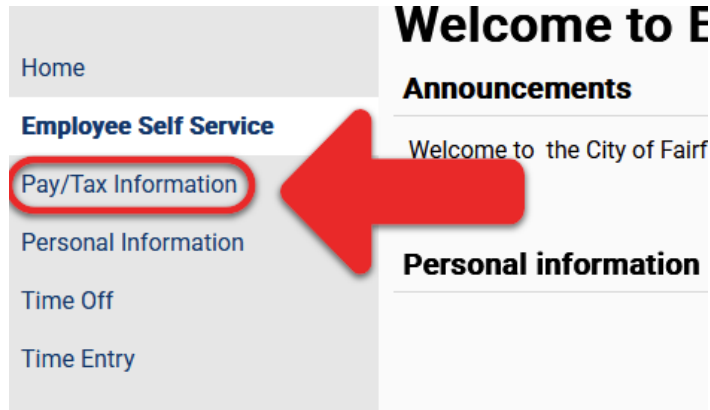 Home
Employee Self Service
Pay/Tax Information
Personal Information
Time Off
Time Entry
Welcome to
Announcements
Welcome to the City of
Personal information